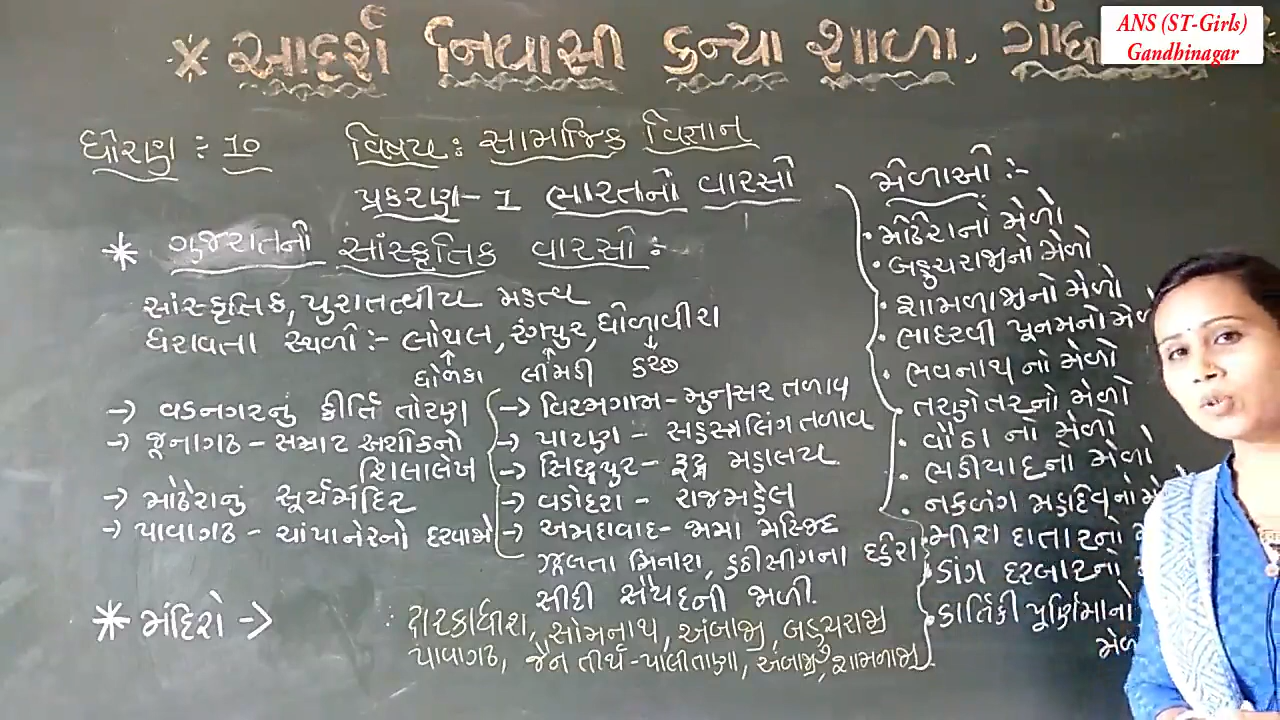 ANS (ST-Girls)
Gandhinagar
* આદર્શ નિવાસી કન્યા શાળા. ગાંધી
ધોરણ : ૧૦ વિષય : સામાજિક વિજ્ઞાન
પ્રકરણ - 1 ભારતનો વારસો
* ગુજરાતની સાંસ્કૃતિક વારસો :
સાંસ્કૃતિક, પુરાતત્વીય મહત્વ
ધરાવતા સ્થળો :- લોથલ, રંગપુર, ધોળાવીરા
ધોળકા લીંમડી કચ્છ
→ વડનગરનું કીર્તિ તોરણ
→ જૂનાગઢ - સમ્રાટ અશોકનો
શિલાલેખ
→ મોઢેરાનું સૂર્યમંદિર
→ પાવાગઢ - ચાંપાનેરનો દરવાજો
→ વિરમગામ - મુનસર તળાવ
→ પાટણ - સહસ્ત્રલિંગ તળાવ
→ સિદ્ધપુર - રૂદ્ર મહાલય
→ વડોદરા - રાજમહેલ
→ અમદાવાદ - જામા મસ્જિદ
ઝૂલતા મિનારા, હઠીસીંગના દહેરા
સીદી સૈયદની જાળી.
* મંદિરો → : દ્વારકાધીશ, સોમનાથ, અંબાજી, બહુચરાજી
પાવાગઢ, જૈન તીર્થ - પાલીતાણા, અંબાજી, શામળાજી.
મેળાઓ :-
• મોઢેરાનો મેળો
• બહુચરાજીનો મેળો
• શામળાજીનો મેળો
• ભાદરવી પૂનમનો મેળ
• ભવનાથ નો મેળો
• તરણેતરનો મેળો
• વૌઠા નો મેળો
• ભડીયાદનો મેળો
• નકળંગ મહાદેવનો મે
• મીરા દાતારનો
• ડાંગ દરબારનો
• કાર્તિકી પૂર્ણિમાનો
મેળ